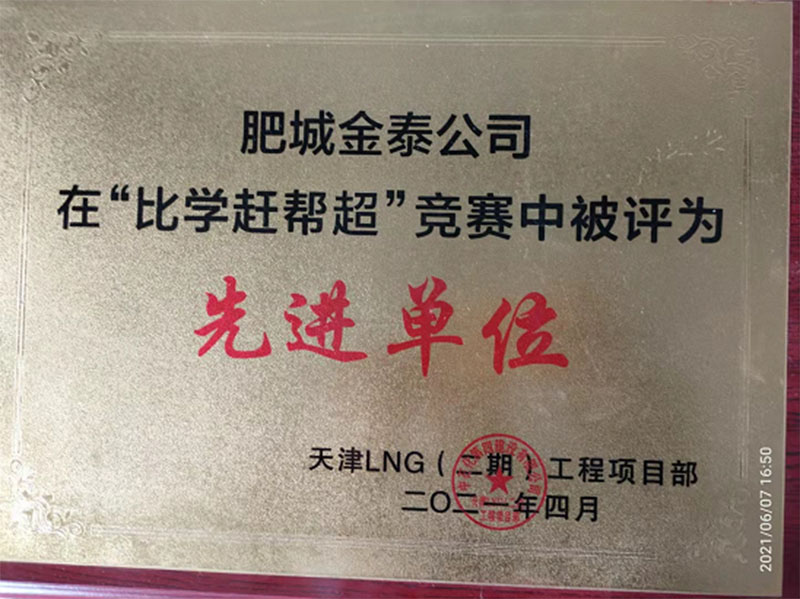 肥城金泰公司
在“比学赶帮超”竞赛中被评为
先进单位
天津LNG（二期）工程项目部
二〇二一年四月
2021/06/07 16:50